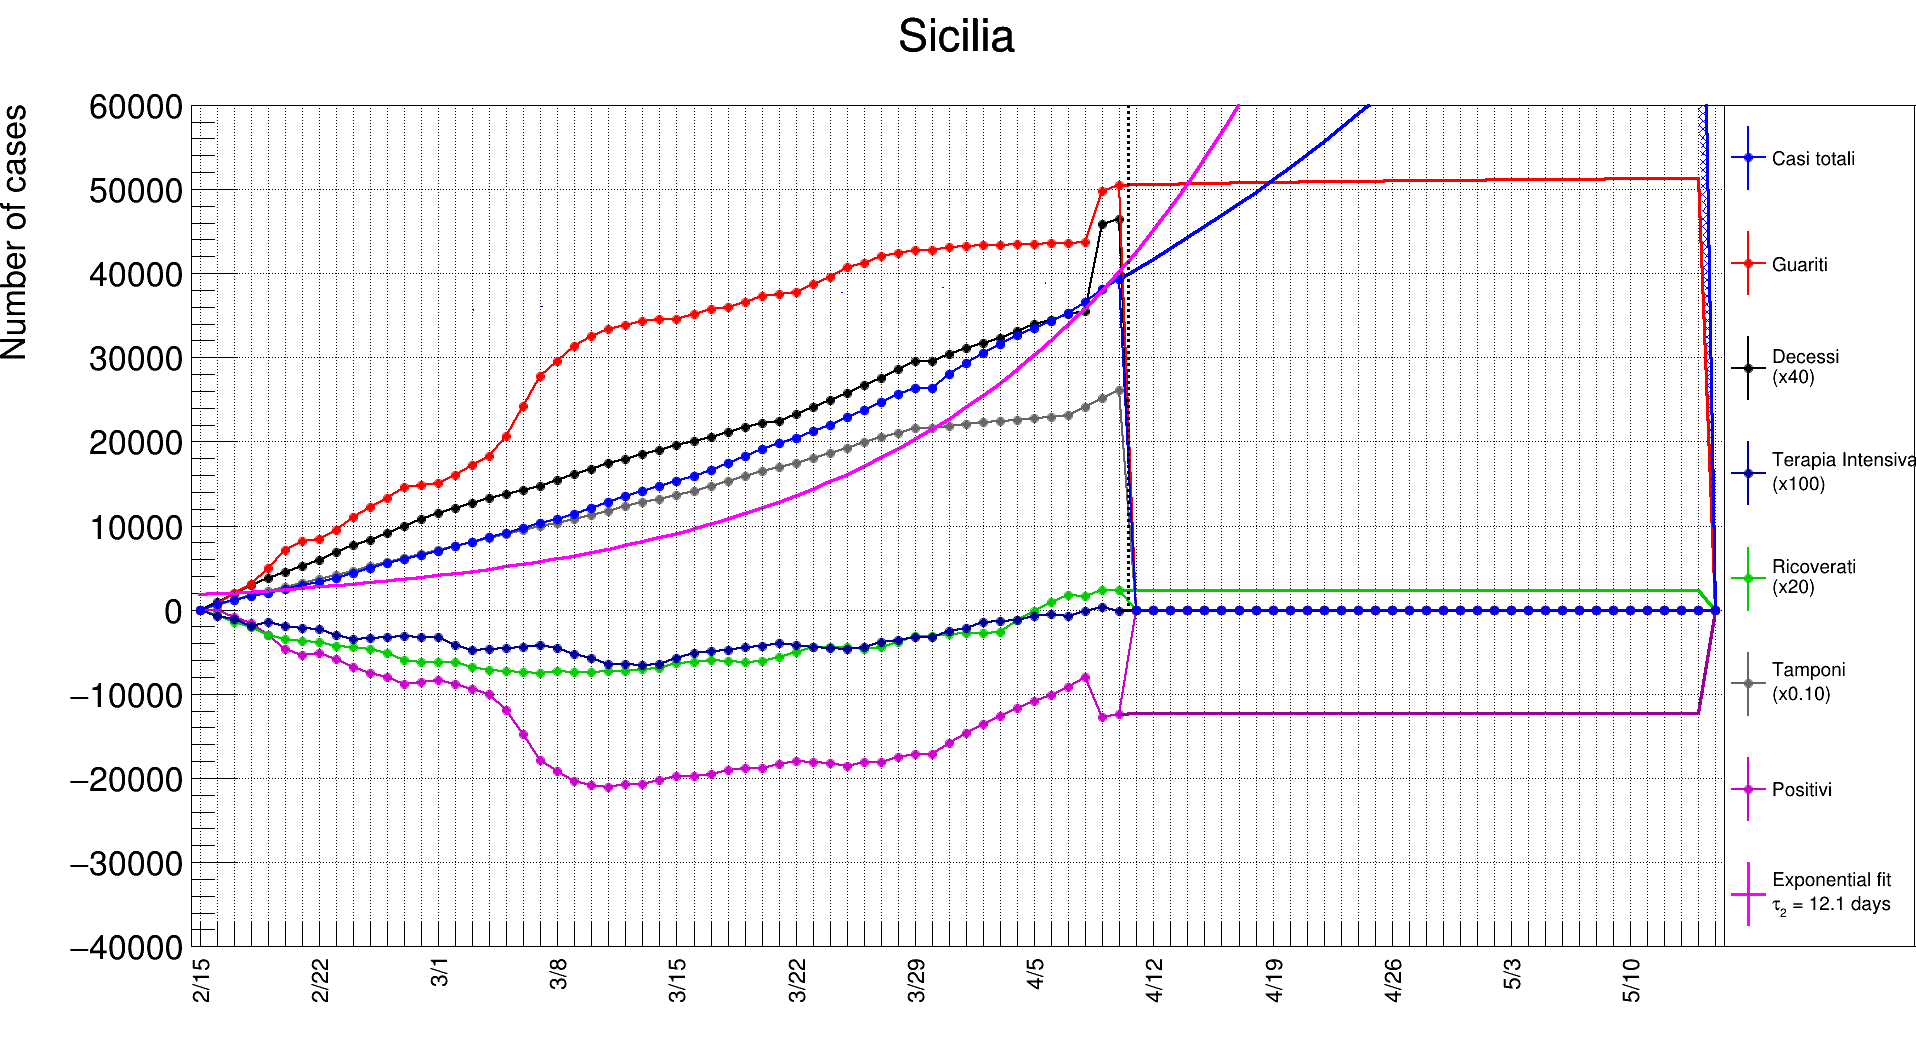 Sicilia
Number of cases
60000
50000
40000
30000
20000
10000
0
−10000
−20000
−30000
−40000
2/15
2/22
3/1
3/8
3/15
3/22
3/29
4/5
4/12
4/19
4/26
5/3
5/10
Casi totali
Guariti
Decessi
(x40)
Terapia Intensiva
(x100)
Ricoverati
(x20)
Tamponi
(x0.10)
Positivi
Exponential fit
τ2 = 12.1 days